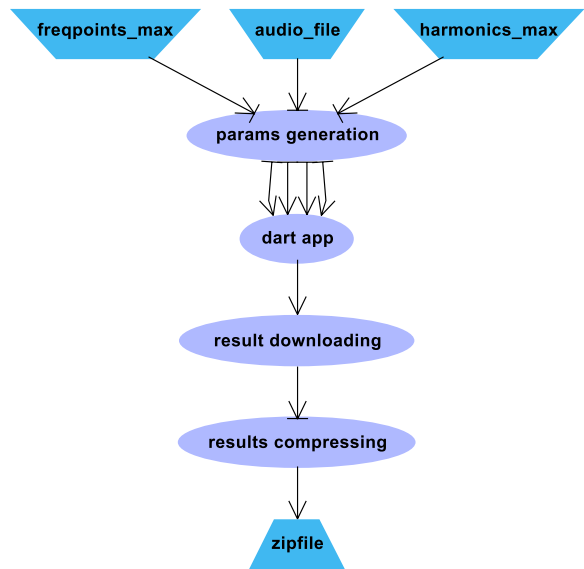 freqpoints_max
audio_file
harmonics_max
params generation
dart app
result downloading
results compressing
zipfile